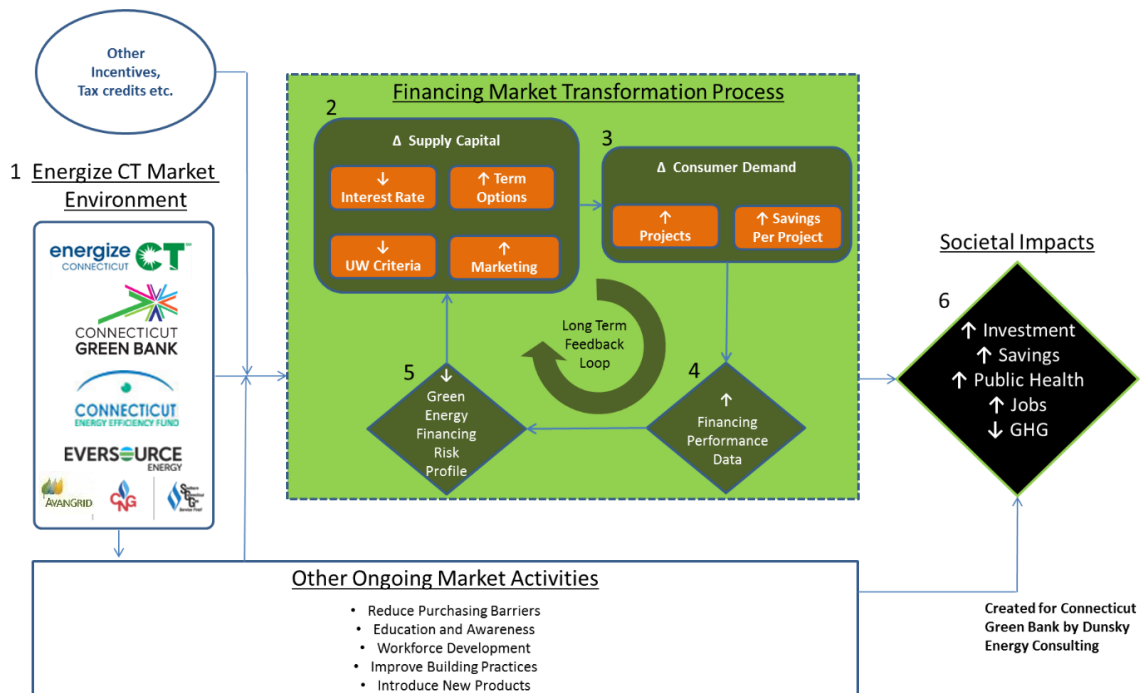 Other
Incentives,
Tax credits etc.
1 Energize CT Market
Environment
energize CT
CONNECTICUT
CONNECTICUT
GREEN BANK
CONNECTICUT
ENERGY EFFICIENCY FUND
EVERSOURCE
ENERGY
AVANGRID
CNG
Financing Market Transformation Process
2
Δ Supply Capital
↓
Interest Rate
↑ Term
Options
↓
UW Criteria
↑
Marketing
3
Δ Consumer Demand
↑
Projects
↑ Savings
Per Project
Long Term
Feedback
Loop
4
↑
Financing
Performance
Data
5
↓
Green
Energy
Financing
Risk
Profile
Societal Impacts
6
↑ Investment
↑ Savings
↑ Public Health
↑ Jobs
↓ GHG
Other Ongoing Market Activities
• Reduce Purchasing Barriers
• Education and Awareness
• Workforce Development
• Improve Building Practices
• Introduce New Products
Created for Connecticut
Green Bank by Dunsky
Energy Consulting